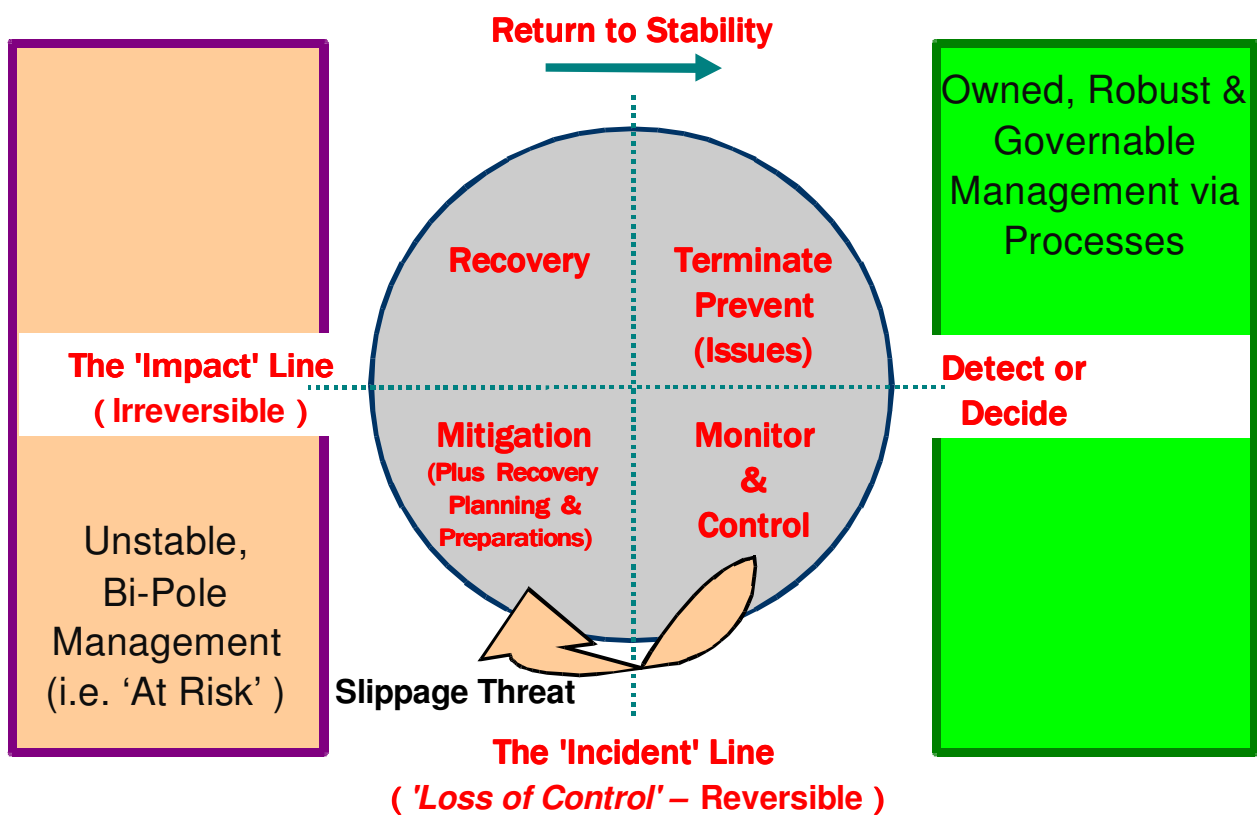 Return to Stability
Owned, Robust &
Governable
Management via
Processes
Recovery
Terminate
Prevent
(Issues)
The 'Impact' Line
( Irreversible )
Detect or
Decide
Mitigation
(Plus Recovery
Planning &
Preparations)
Monitor
&
Control
Unstable,
Bi-Pole
Management
(i.e. ‘At Risk’ )
Slippage Threat
The 'Incident' Line
( 'Loss of Control' – Reversible )